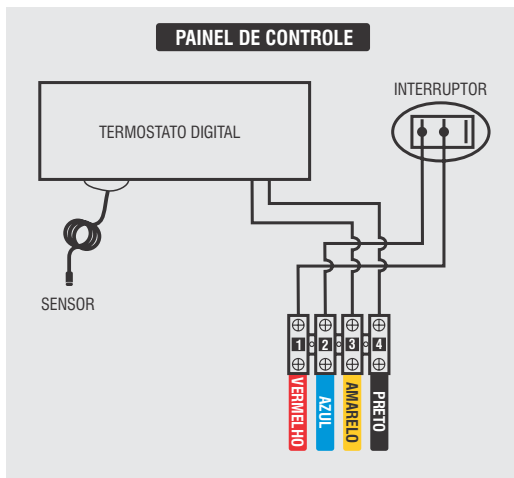 PAINEL DE CONTROLE
INTERRUPTOR
TERMOSTATO DIGITAL
SENSOR
1 2 3 4
VERMELHO
AZUL
AMARELO
PRETO